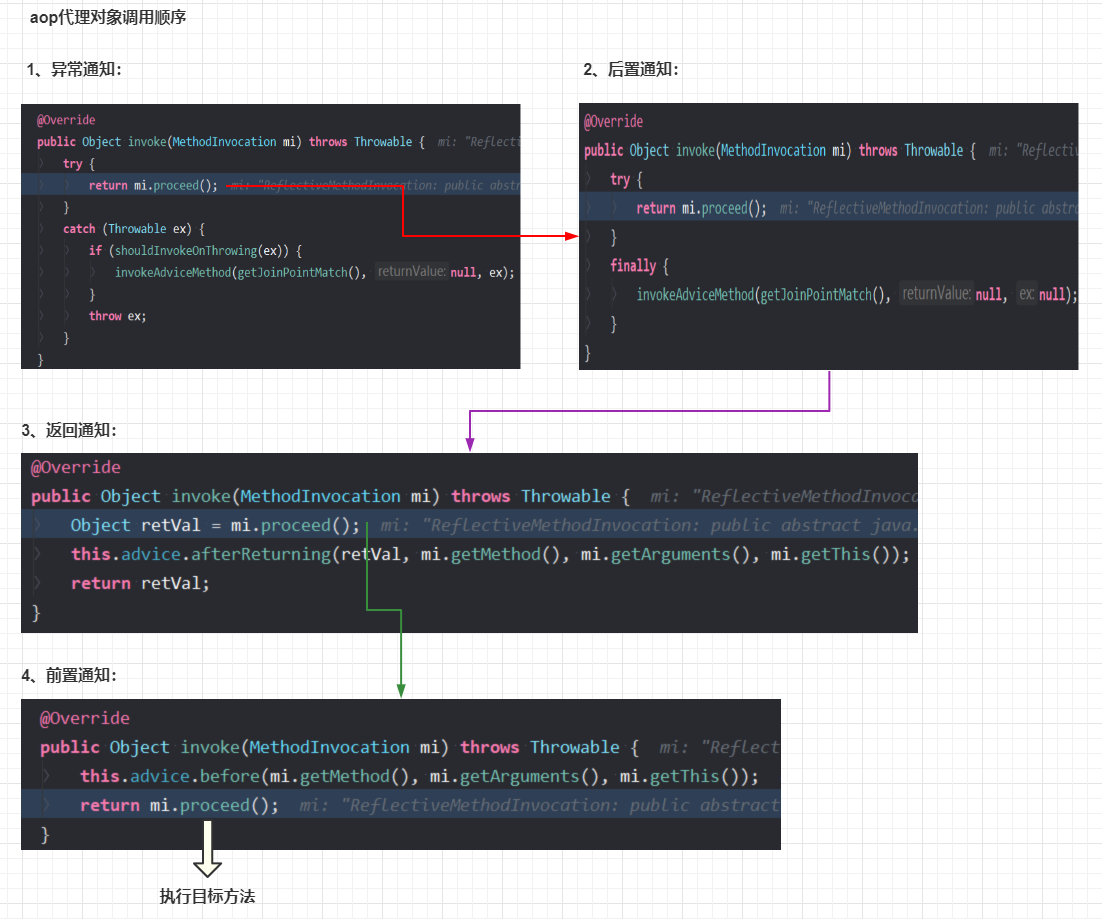 aop代理对象调用顺序
1、异常通知：
@Override
public Object invoke(MethodInvocation mi) throws Throwable {  mi: "Reflecti
try {
return mi.proceed();  mi: "ReflectiveMethodInvocation: public abstr
}
catch (Throwable ex) {
if (shouldInvokeOnThrowing(ex)) {
invokeAdviceMethod(getJoinPointMatch(), returnValue: null, ex);
}
throw ex;
}
}
2、后置通知：
@Override
public Object invoke(MethodInvocation mi) throws Throwable {  mi: "Reflectiv
try {
return mi.proceed();  mi: "ReflectiveMethodInvocation: public abstra
}
finally {
invokeAdviceMethod(getJoinPointMatch(), returnValue: null, ex: null);
}
}
3、返回通知：
@Override
public Object invoke(MethodInvocation mi) throws Throwable {  mi: "ReflectiveMethodInvoca
Object retVal = mi.proceed();  mi: "ReflectiveMethodInvocation: public abstract java.
this.advice.afterReturning(retVal, mi.getMethod(), mi.getArguments(), mi.getThis());
return retVal;
}
4、前置通知：
@Override
public Object invoke(MethodInvocation mi) throws Throwable {  mi: "Reflect
this.advice.before(mi.getMethod(), mi.getArguments(), mi.getThis());
return mi.proceed();  mi: "ReflectiveMethodInvocation: public abstract
}
执行目标方法